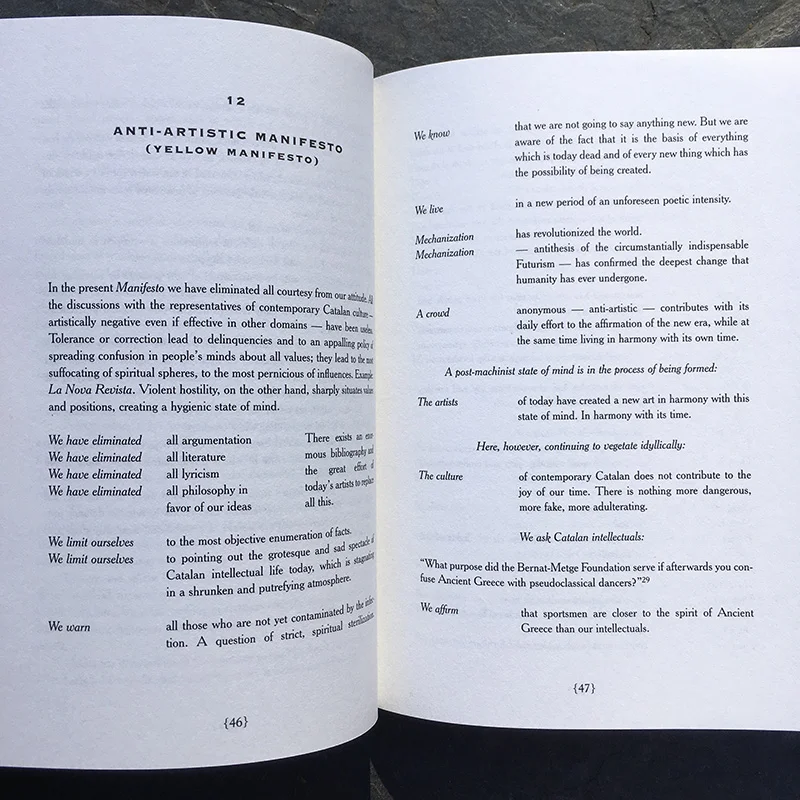 12
ANTI-ARTISTIC MANIFESTO
(YELLOW MANIFESTO)
In the present Manifesto we have eliminated all courtesy from our attitude. All
the discussions with the representatives of contemporary Catalan culture —
artistically negative even if effective in other domains — have been useless.
Tolerance or correction lead to delinquencies and to an appalling policy of
spreading confusion in people's minds about all values; they lead to the most
suffocating of spiritual spheres, to the most pernicious of influences. Example:
La Nova Revista. Violent hostility, on the other hand, sharply situates values
and positions, creating a hygienic state of mind.
We have eliminated all argumentation There exists an enor-
We have eliminated all literature mous bibliography and
We have eliminated all lyricism the great effort of
We have eliminated all philosophy in today's artists to replace
favor of our ideas all this.
We limit ourselves to the most objective enumeration of facts.
We limit ourselves to pointing out the grotesque and sad spectacle of
Catalan intellectual life today, which is stagnating
in a shrunken and putrefying atmosphere.
We warn all those who are not yet contaminated by the infec-
tion. A question of strict, spiritual sterilization.
{46}
We know that we are not going to say anything new. But we are
aware of the fact that it is the basis of everything
which is today dead and of every new thing which has
the possibility of being created.
We live in a new period of an unforeseen poetic intensity.
Mechanization has revolutionized the world.
Mechanization — antithesis of the circumstantially indispensable
Futurism — has confirmed the deepest change that
humanity has ever undergone.
A crowd anonymous — anti-artistic — contributes with its
daily effort to the affirmation of the new era, while at
the same time living in harmony with its own time.
A post-machinist state of mind is in the process of being formed:
The artists of today have created a new art in harmony with this
state of mind. In harmony with its time.
Here, however, continuing to vegetate idyllically:
The culture of contemporary Catalan does not contribute to the
joy of our time. There is nothing more dangerous,
more fake, more adulterating.
We ask Catalan intellectuals:
"What purpose did the Bernat-Metge Foundation serve if afterwards you con-
fuse Ancient Greece with pseudoclassical dancers?"29
We affirm that sportsmen are closer to the spirit of Ancient
Greece than our intellectuals.
{47}